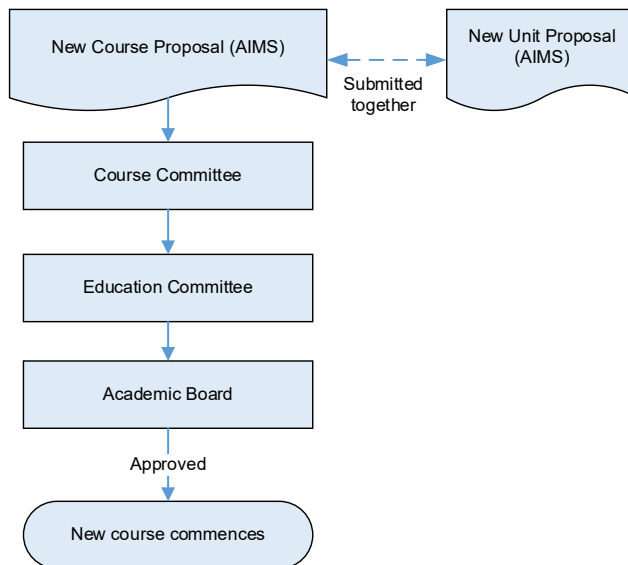 New Course Proposal (AIMS)
New Unit Proposal
(AIMS)
Submitted
together
Course Committee
Education Committee
Academic Board
Approved
New course commences